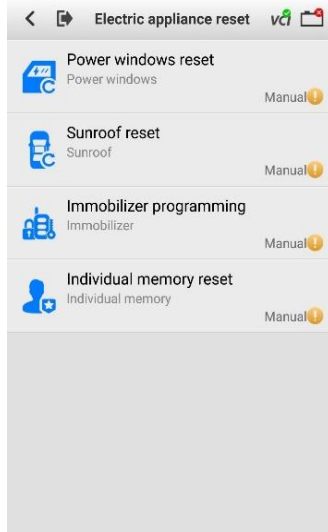 Electric appliance reset vci
Power windows reset
Power windows
Manual
Sunroof reset
Sunroof
Manual
Immobilizer programming
Immobilizer
Manual
Individual memory reset
Individual memory
Manual